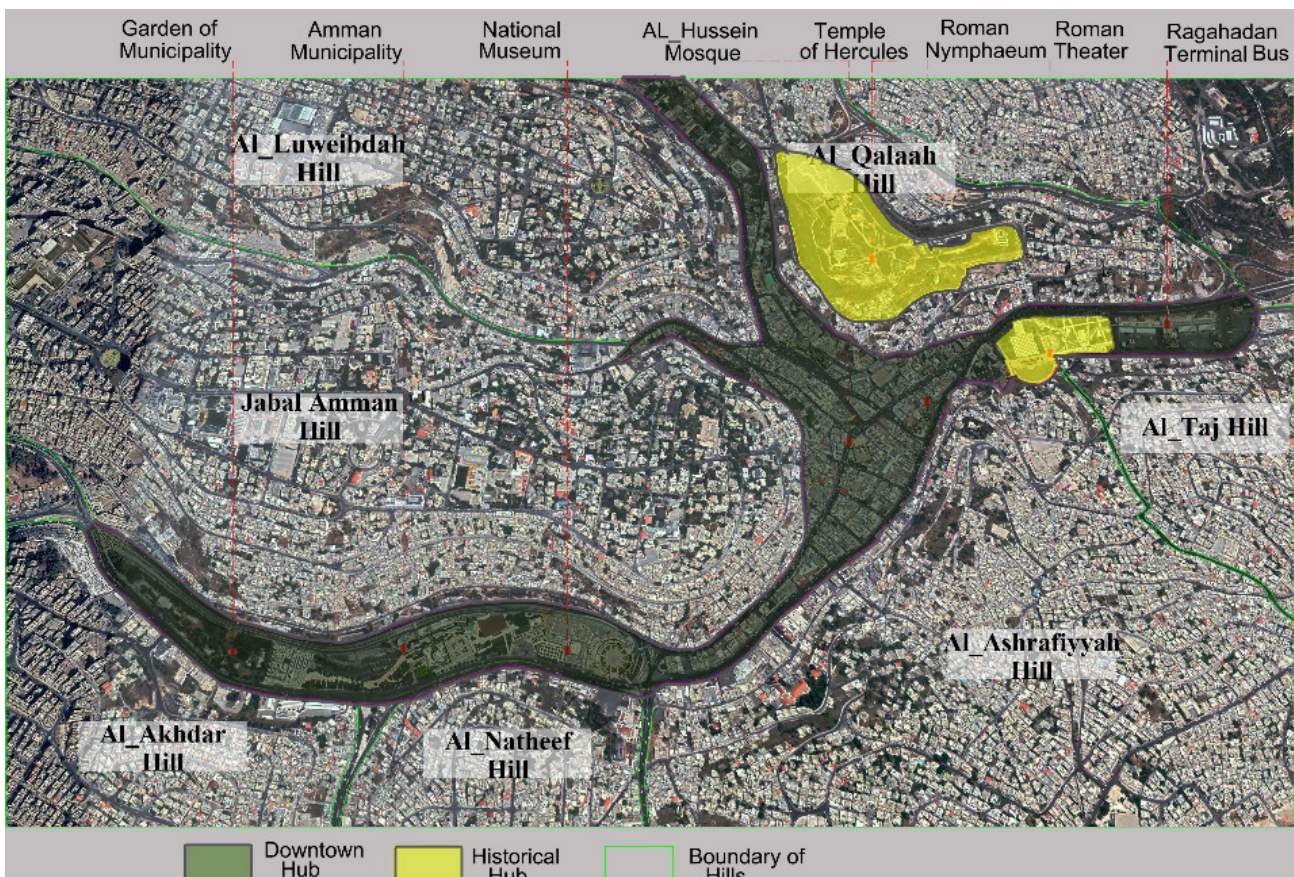 Garden of
Municipality
Amman
Municipality
National
Museum
AL_Hussein
Mosque
Temple
of Hercules
Roman
Nymphaeum
Roman
Theater
Ragahadan
Terminal Bus
Al_Luweibdah
Hill
Al_Qalaah
Hill
Jabal Amman
Hill
Al_Taj Hill
Al_Ashrafiyyah
Hill
Al_Akhdar
Hill
Al_Natheef
Hill
Downtown
Hub
Historical
Hub
Boundary of
Hills